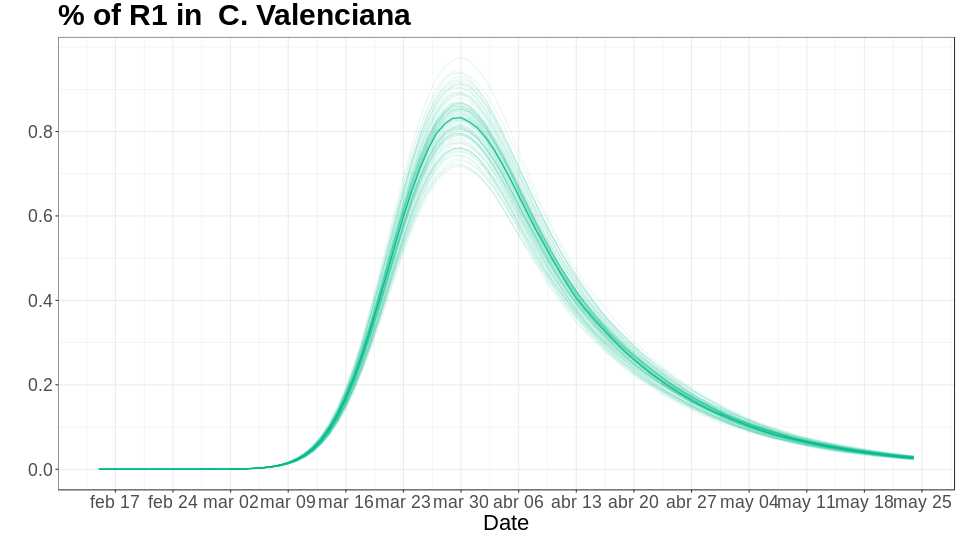 % of R1 in  C. Valenciana
0.8
0.6
0.4
0.2
0.0
feb 17 feb 24 mar 02 mar 09 mar 16 mar 23 mar 30 abr 06 abr 13 abr 20 abr 27 may 04 may 11 may 18 may 25
Date